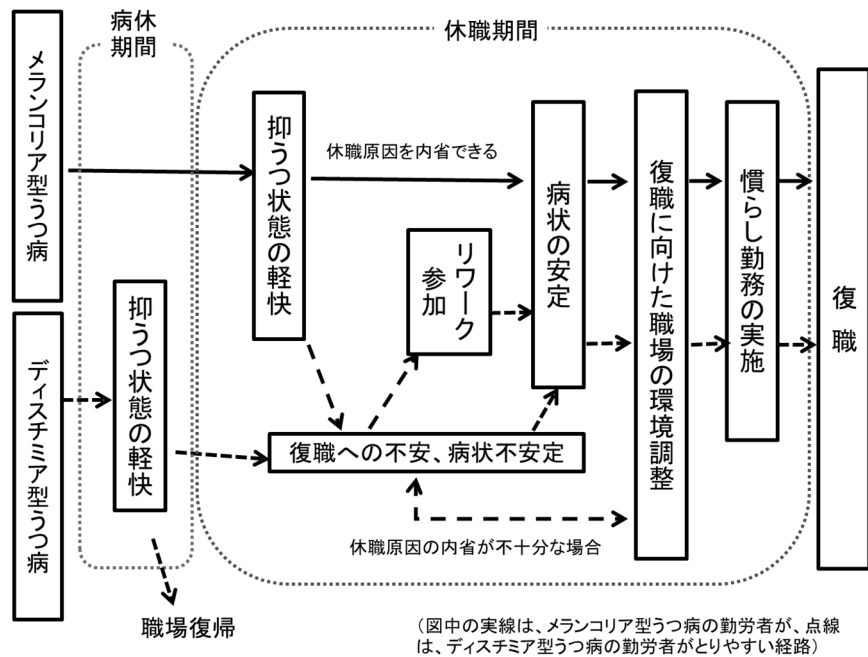 病休
期間
休職期間
メランコリア型うつ病
ディスチミア型うつ病
抑うつ状態の軽快
抑うつ状態の軽快
休職原因を内省できる
リワーク
参加
病状の安定
復職に向けた職場の環境調整
慣らし勤務の実施
復職
復職への不安、病状不安定
休職原因の内省が不十分な場合
職場復帰
（図中の実線は、メランコリア型うつ病の勤労者が、点線
は、ディスチミア型うつ病の勤労者がとりやすい経路）